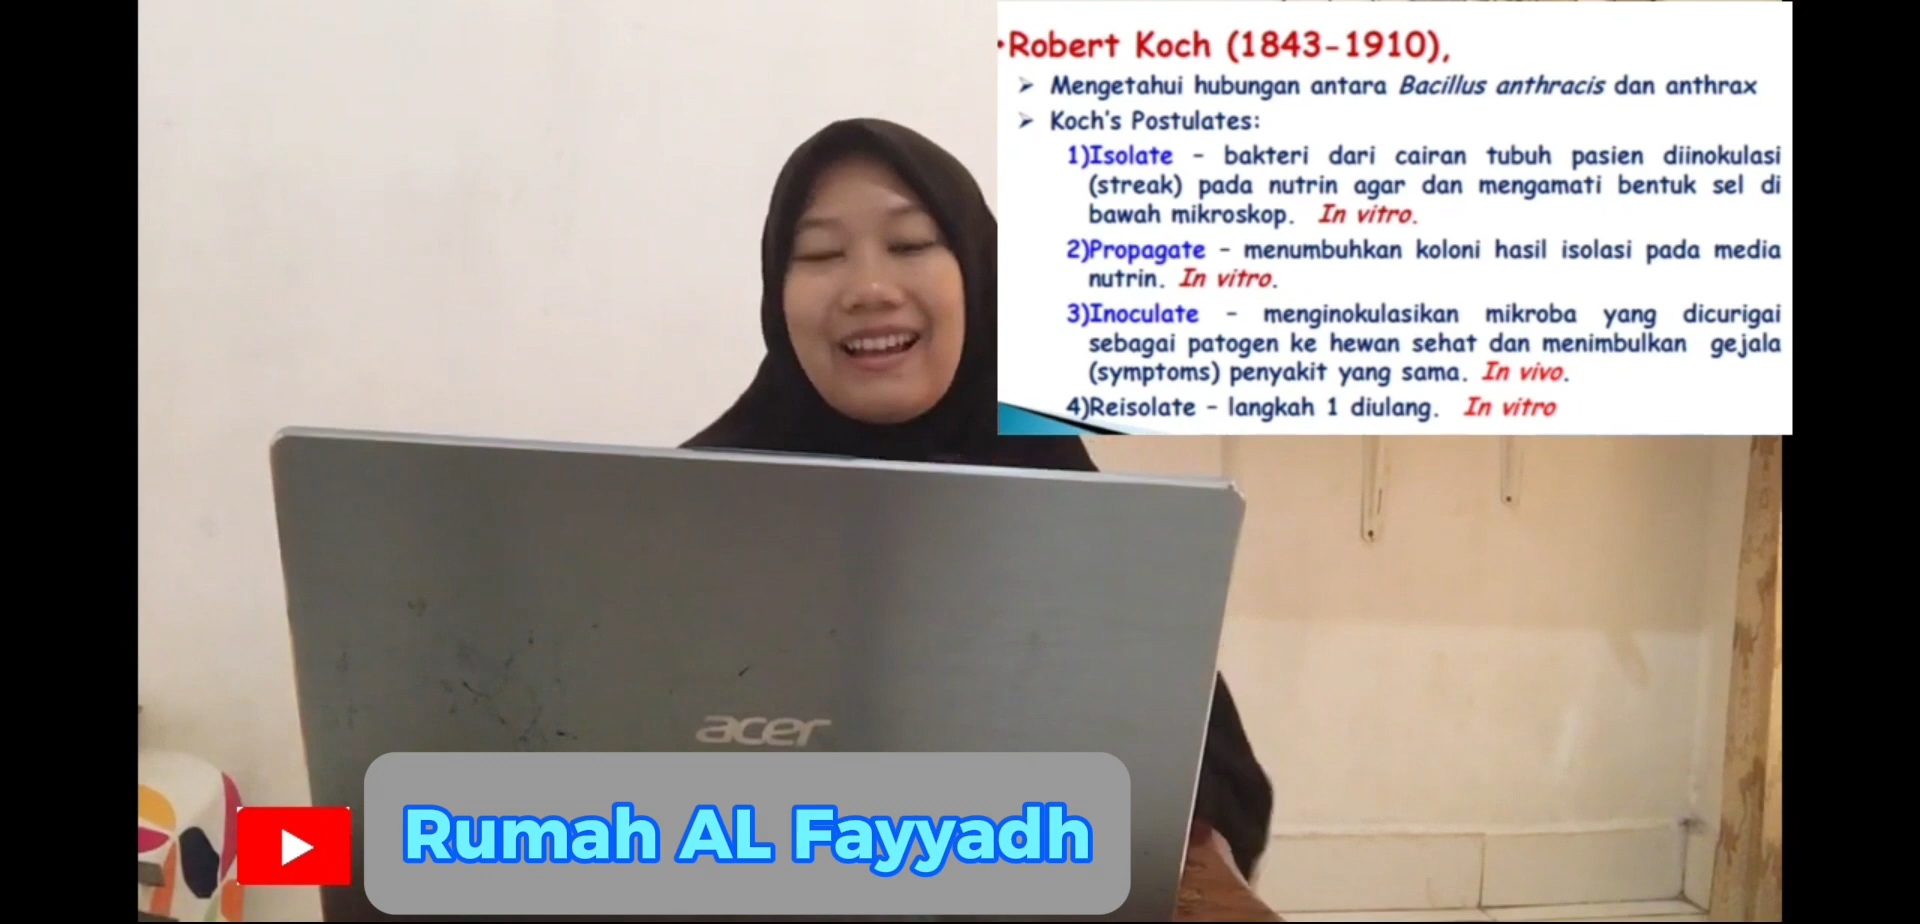 •Robert Koch (1843-1910),
➢ Mengetahui hubungan antara Bacillus anthracis dan anthrax
➢ Koch's Postulates:
1)Isolate - bakteri dari cairan tubuh pasien diinokulasi
(streak) pada nutrin agar dan mengamati bentuk sel di
bawah mikroskop. In vitro.
2)Propagate - menumbuhkan koloni hasil isolasi pada media
nutrin. In vitro.
3)Inoculate - menginokulasikan mikroba yang dicurigai
sebagai patogen ke hewan sehat dan menimbulkan gejala
(symptoms) penyakit yang sama. In vivo.
4)Reisolate - langkah 1 diulang. In vitro
acer
Rumah AL Fayyadh